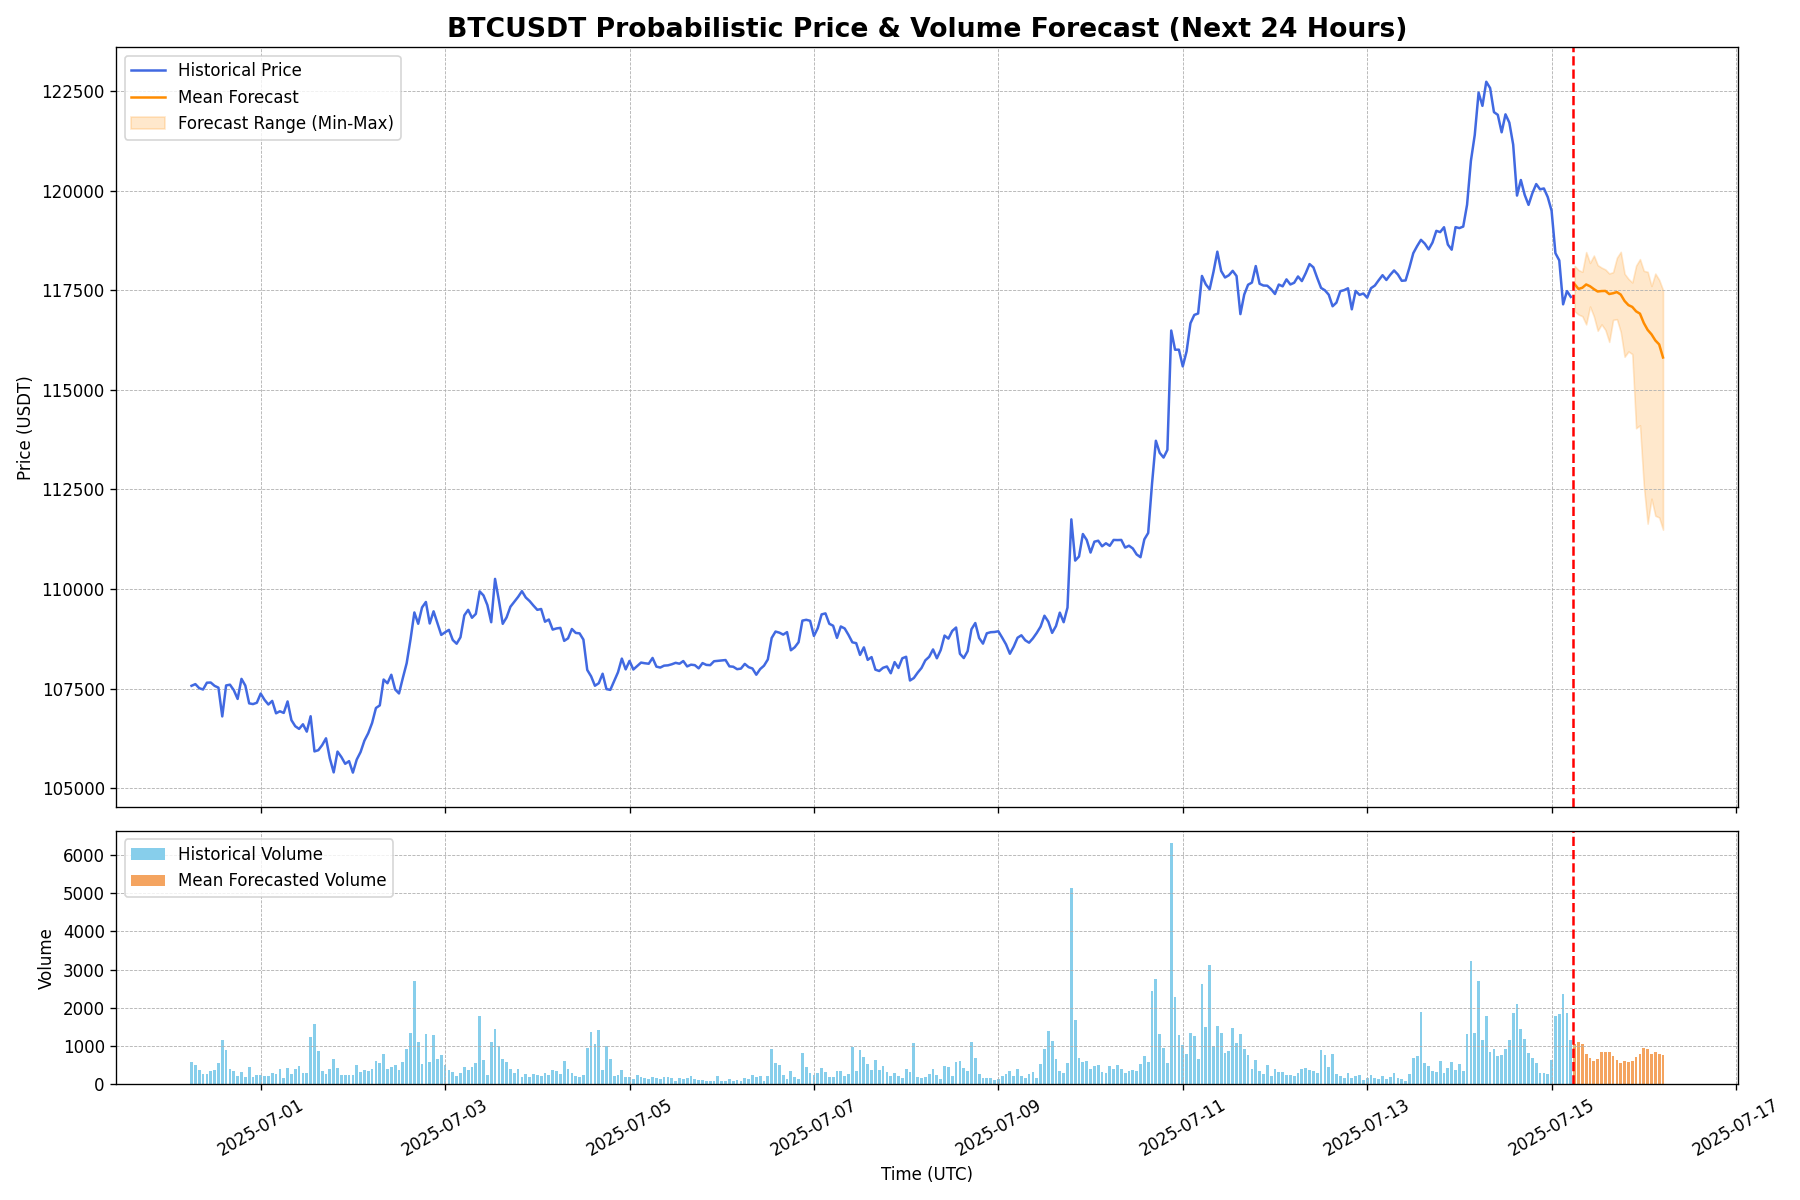 BTCUSDT Probabilistic Price & Volume Forecast (Next 24 Hours)
Historical Price
Mean Forecast
Forecast Range (Min-Max)
122500
120000
117500
115000
112500
110000
107500
105000
Price (USDT)
Historical Volume
Mean Forecasted Volume
6000
5000
4000
3000
2000
1000
0
Volume
2025-07-01
2025-07-03
2025-07-05
2025-07-07
2025-07-09
2025-07-11
2025-07-13
2025-07-15
2025-07-17
Time (UTC)